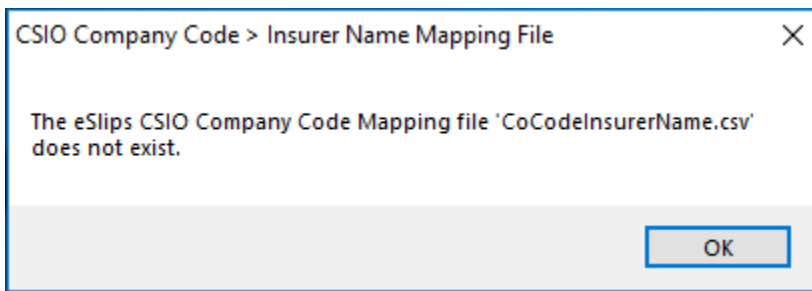 CSIO Company Code > Insurer Name Mapping File
The eSlips CSIO Company Code Mapping file 'CoCodeInsurerName.csv'
does not exist.
OK